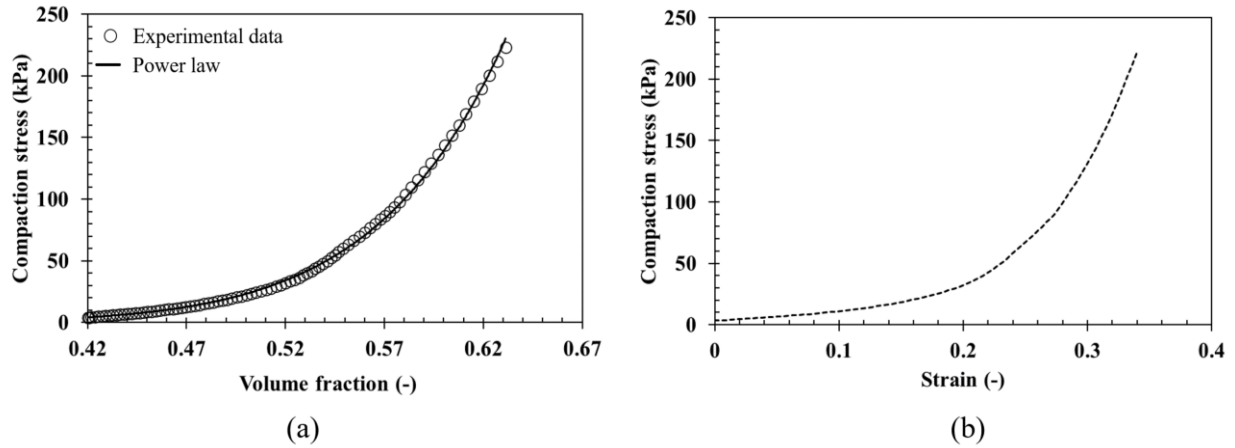 250
200
150
100
50
0
Compaction stress (kPa)
Experimental data
Power law
0.42 0.47 0.52 0.57 0.62 0.67
Volume fraction (-)
(a)
250
200
150
100
50
0
Compaction stress (kPa)
0 0.1 0.2 0.3 0.4
Strain (-)
(b)